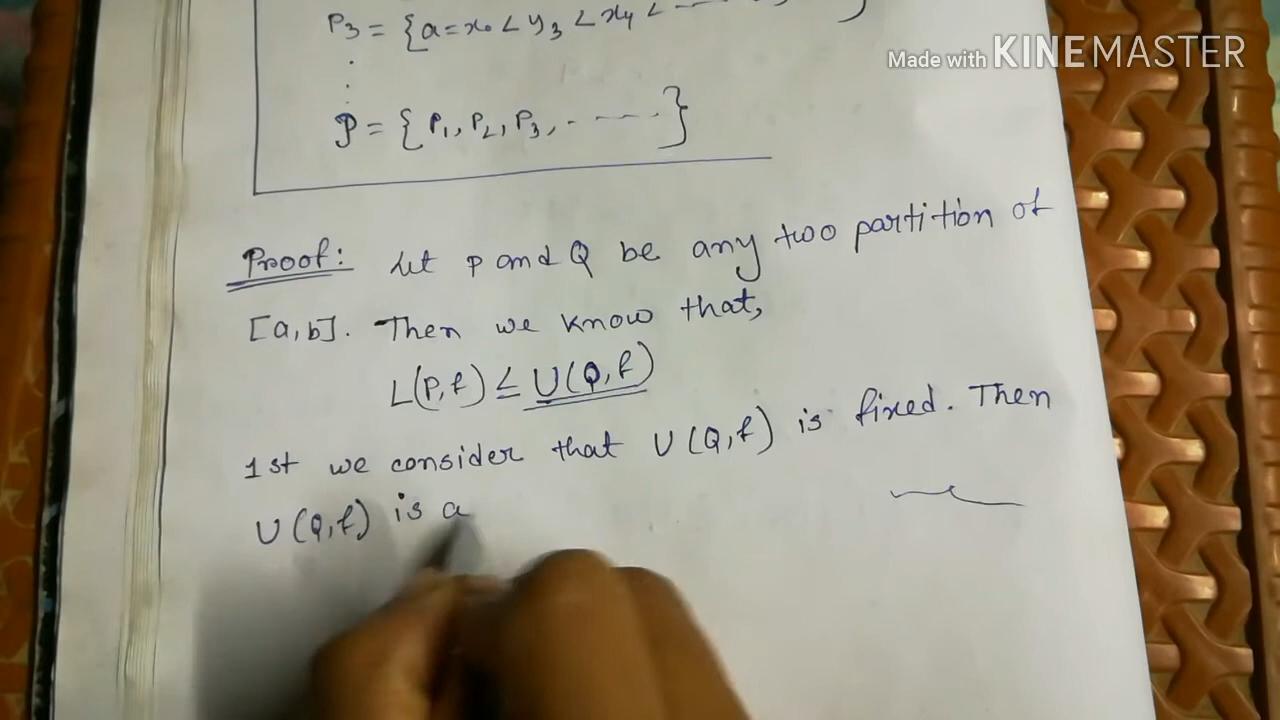 P3 = {a = x0 < y3 < x4 < -----
Made with KINEMASTER
:
P = {P1, P2, P3, . ---- . }
Proof: Let P and Q be any two partition of
[a,b]. Then we know that,
L(P,f) ≤ U(Q,f)
1st we consider that U(Q,f) is fixed. Then
U(Q,f) is a